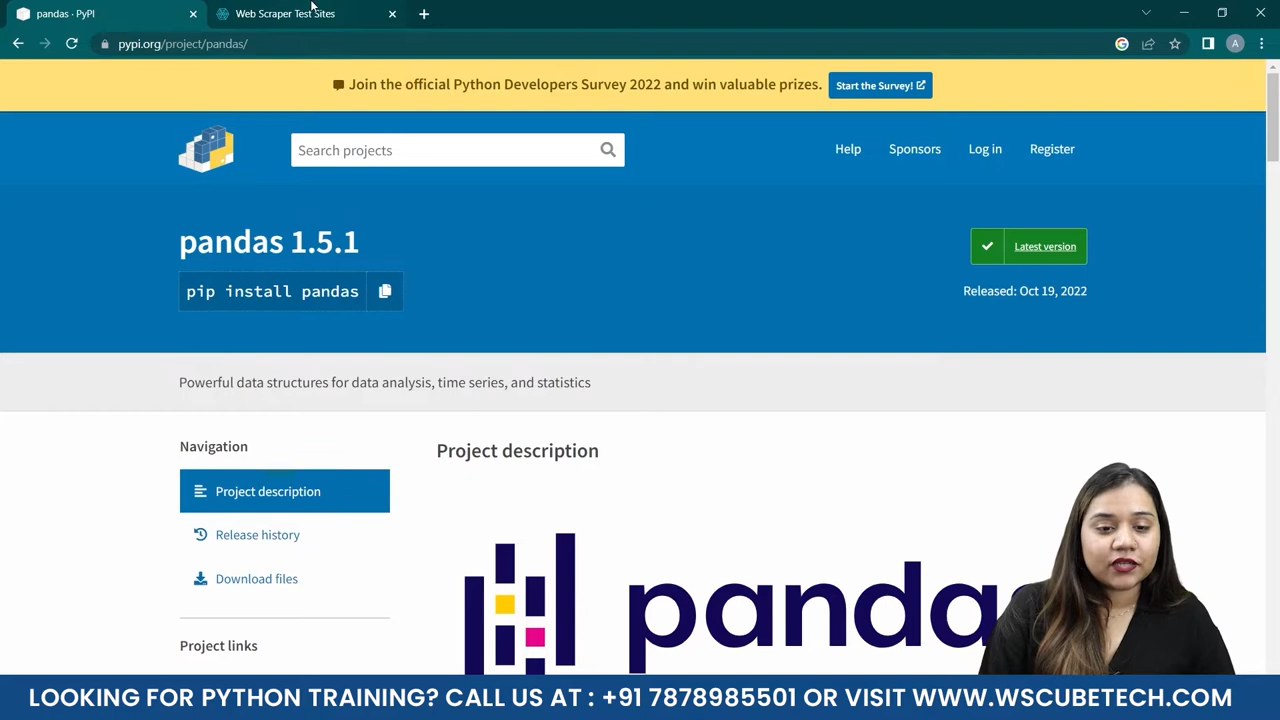 pandas · PyPI
Web Scraper Test Sites
pypi.org/project/pandas/
A
Join the official Python Developers Survey 2022 and win valuable prizes.
Start the Survey!
Search projects
Help
Sponsors
Log in
Register
pandas 1.5.1
Latest version
pip install pandas
Released: Oct 19, 2022
Powerful data structures for data analysis, time series, and statistics
Navigation
Project description
Project description
Release history
Download files
pandas
Project links
LOOKING FOR PYTHON TRAINING? CALL US AT : +91 7878985501 OR VISIT WWW.WSCUBETECH.COM